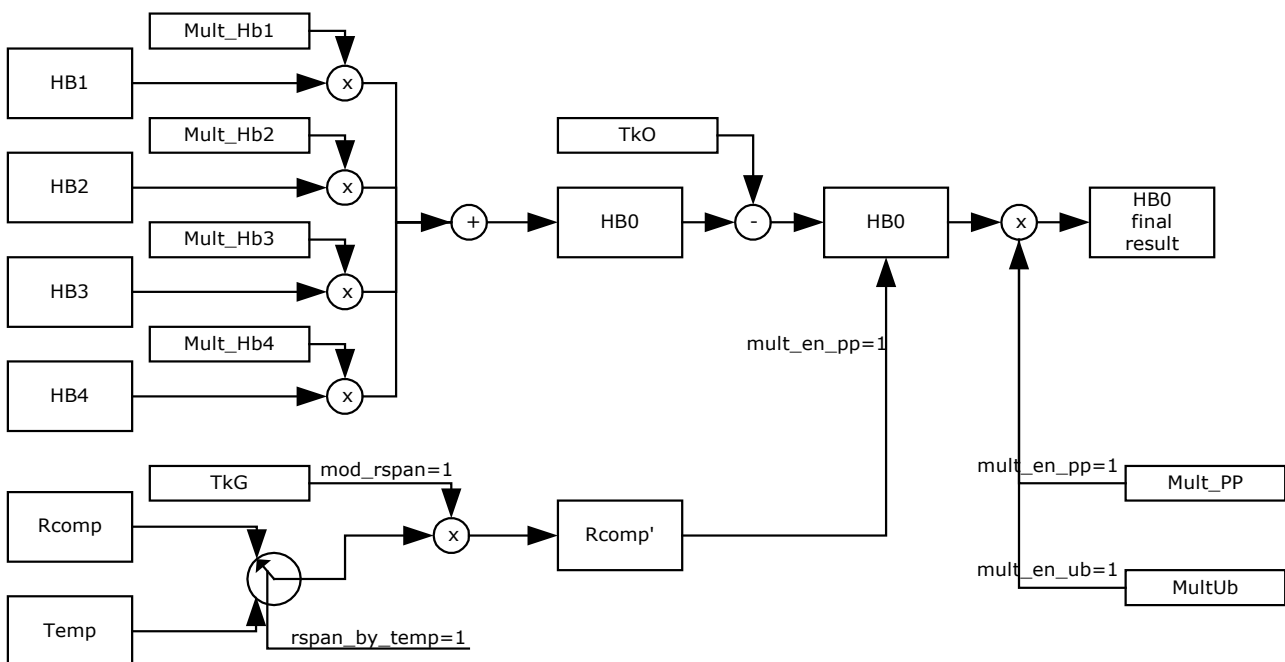 Mult_Hb1
HB1
x
Mult_Hb2
HB2
x
Mult_Hb3
HB3
x
Mult_Hb4
HB4
x
+
HB0
TkO
-
HB0
x
HB0
final
result
mult_en_pp=1
TkG
mod_rspan=1
Rcomp
x
Rcomp'
Temp
rspan_by_temp=1
mult_en_pp=1
Mult_PP
mult_en_ub=1
MultUb